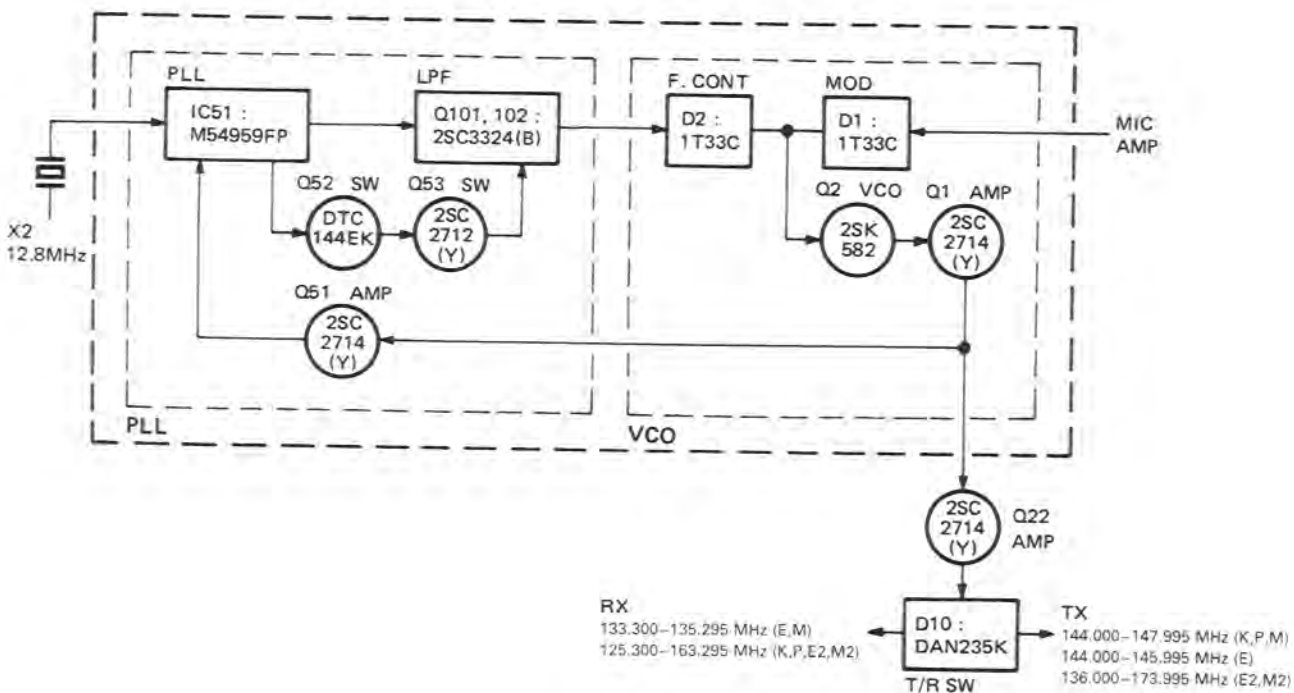 PLL
IC51 :
M54959FP
LPF
Q101, 102 :
2SC3324(B)
F. CONT
D2 :
1T33C
MOD
D1 :
1T33C
MIC
AMP
X2
12.8MHz
Q52 SW
DTC
144EK
Q53 SW
2SC
2712
(Y)
Q2 VCO
2SK
582
Q1 AMP
2SC
2714
(Y)
Q51 AMP
2SC
2714
(Y)
PLL
VCO
2SC
2714
(Y)
Q22
AMP
RX
133.300–135.295 MHz (E,M)
125.300–163.295 MHz (K,P,E2,M2)
D10 :
DAN235K
T/R SW
TX
144.000–147.995 MHz (K,P,M)
144.000–145.995 MHz (E)
136.000–173.995 MHz (E2,M2)